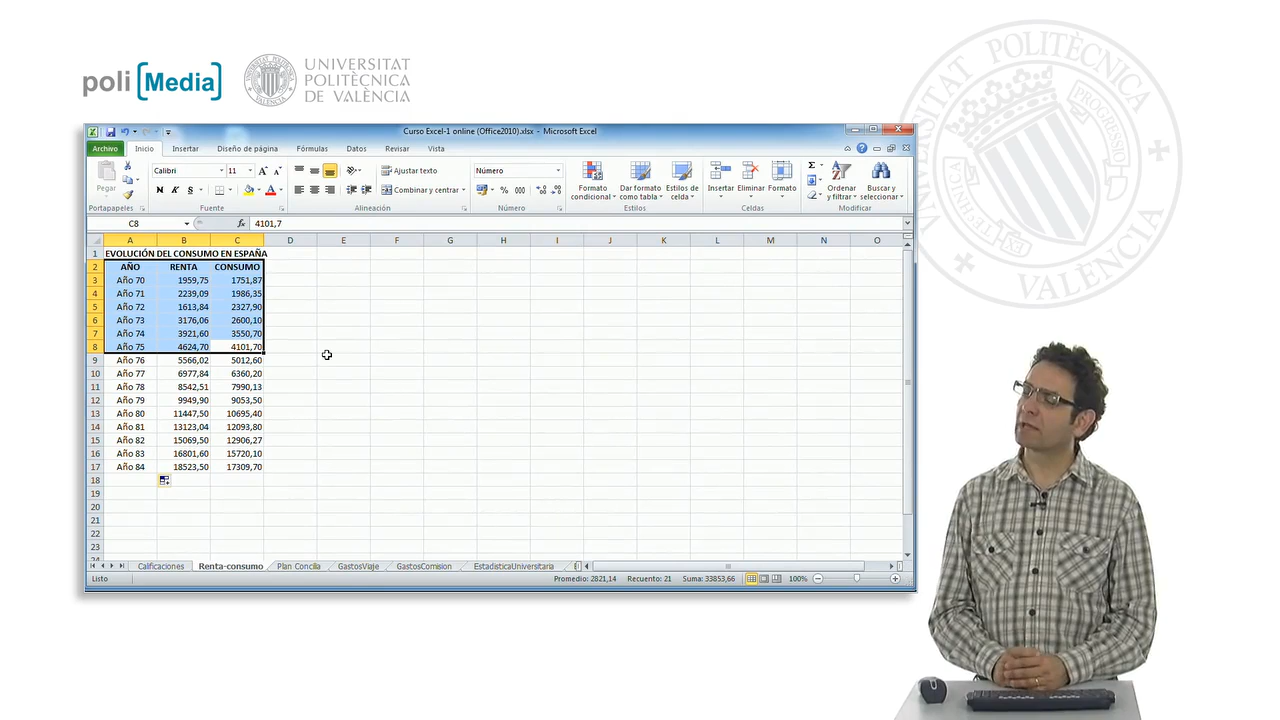 poli [Media]
UNIVERSITAT
POLITÈCNICA
DE VALÈNCIA
UNIVERSITAT POLITÈCNICA
DE VALÈNCIA
PROGRESSIO
Curso Excel-1 online (Office2010).xlsx - Microsoft Excel
Archivo Inicio Insertar Diseño de página Fórmulas Datos Revisar Vista
Pegar
Calibri 11
N K S
Ajustar texto
Combinar y centrar
Número
% 000
Formato condicional
Dar formato como tabla
Estilos de celda
Insertar Eliminar Formato
Ordenar y filtrar
Buscar y seleccionar
Portapapeles Fuente Alineación Número Estilos Celdas Modificar
C8 fx 4101,7
A B C D E F G H I J K L M N O
1 EVOLUCIÓN DEL CONSUMO EN ESPAÑA
2 AÑO RENTA CONSUMO
3 Año 70 1959,75 1751,87
4 Año 71 2239,09 1986,35
5 Año 72 1613,84 2327,90
6 Año 73 3176,06 2600,10
7 Año 74 3921,60 3550,70
8 Año 75 4624,70 4101,70
9 Año 76 5566,02 5012,60
10 Año 77 6977,84 6360,20
11 Año 78 8542,51 7990,13
12 Año 79 9949,90 9053,50
13 Año 80 11447,50 10695,40
14 Año 81 13123,04 12093,80
15 Año 82 15069,50 12906,27
16 Año 83 16801,60 15720,10
17 Año 84 18523,50 17309,70
18
19
20
21
22
23
24
Calificaciones Renta-consumo Plan Concilia GastosViaje GastosComision EstadisticaUniversitaria
Listo Promedio: 2821,14 Recuento: 21 Suma: 33853,66 100%